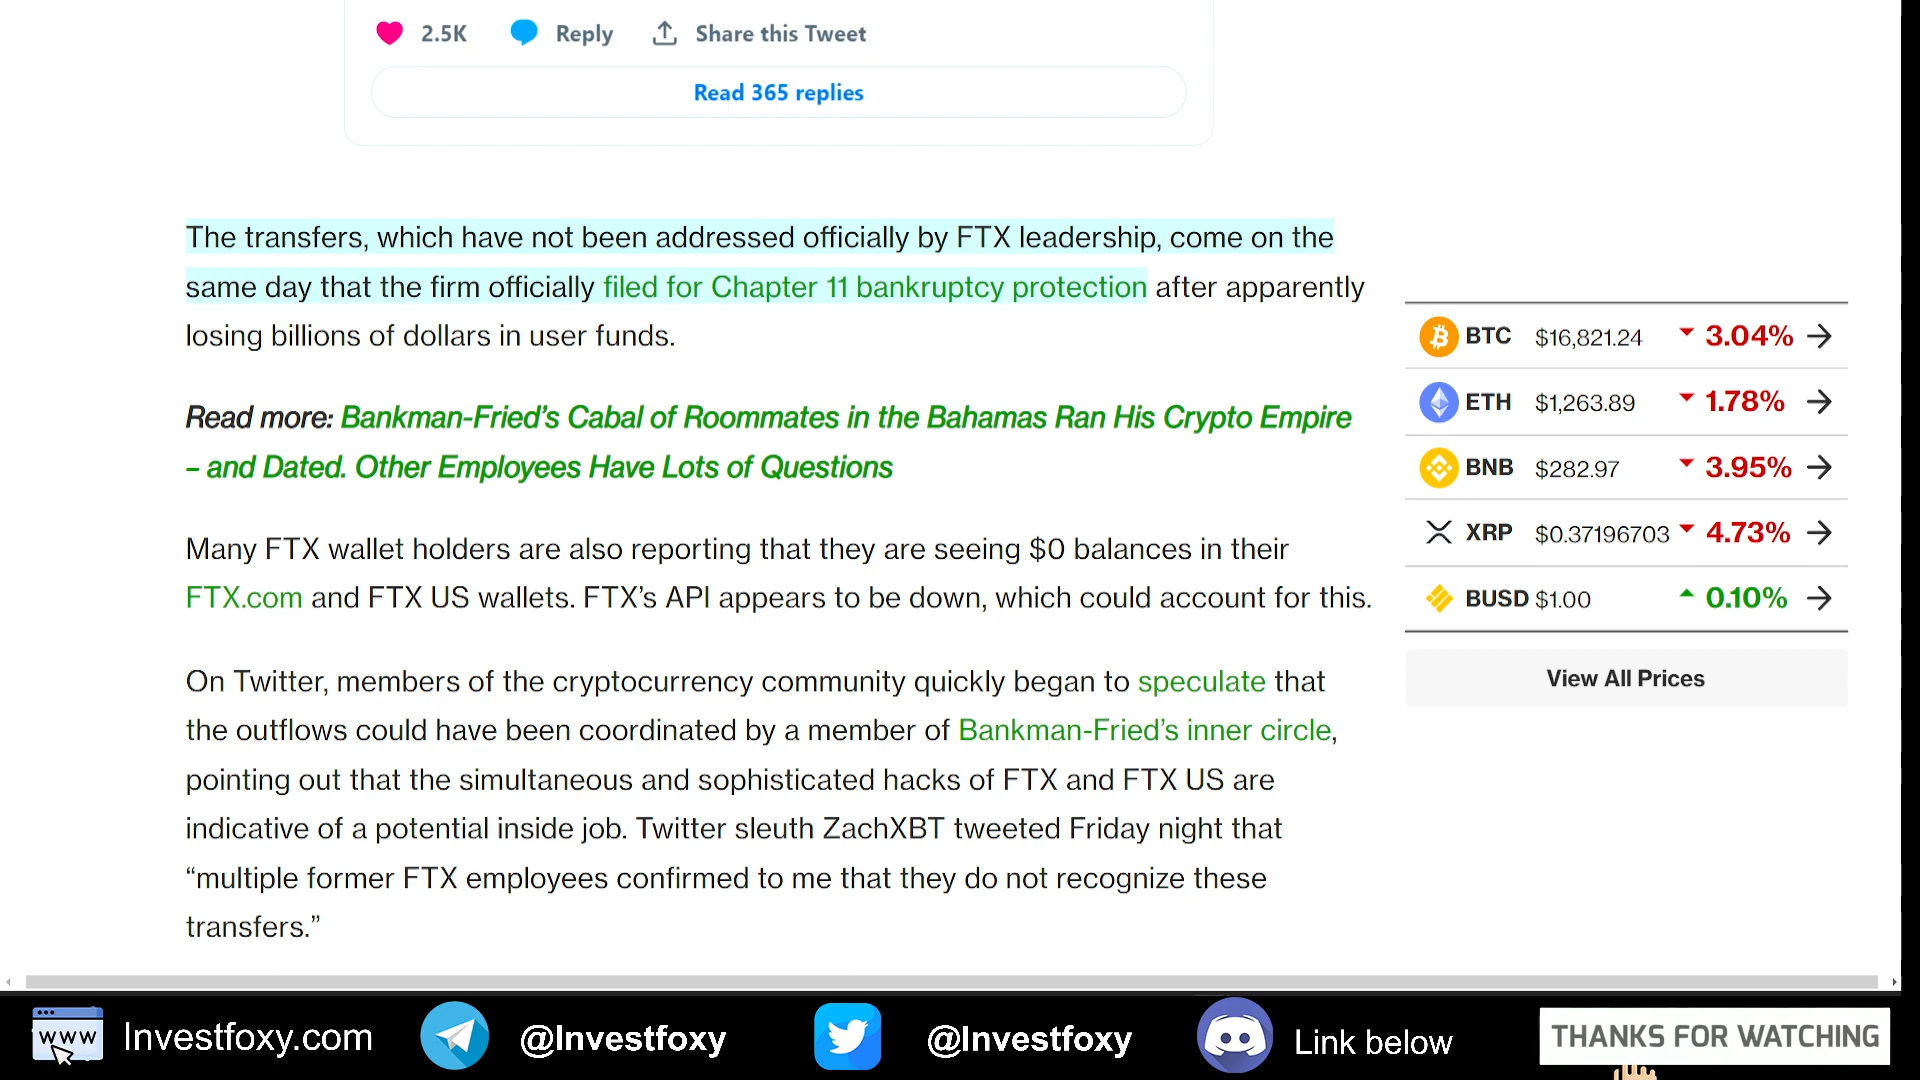 2.5K Reply Share this Tweet
Read 365 replies
The transfers, which have not been addressed officially by FTX leadership, come on the
same day that the firm officially filed for Chapter 11 bankruptcy protection after apparently
losing billions of dollars in user funds.
Read more: Bankman-Fried’s Cabal of Roommates in the Bahamas Ran His Crypto Empire
– and Dated. Other Employees Have Lots of Questions
Many FTX wallet holders are also reporting that they are seeing $0 balances in their
FTX.com and FTX US wallets. FTX’s API appears to be down, which could account for this.
On Twitter, members of the cryptocurrency community quickly began to speculate that
the outflows could have been coordinated by a member of Bankman-Fried’s inner circle,
pointing out that the simultaneous and sophisticated hacks of FTX and FTX US are
indicative of a potential inside job. Twitter sleuth ZachXBT tweeted Friday night that
“multiple former FTX employees confirmed to me that they do not recognize these
transfers.”
BTC $16,821.24 3.04%
ETH $1,263.89 1.78%
BNB $282.97 3.95%
XRP $0.37196703 4.73%
BUSD $1.00 0.10%
View All Prices
WWW Investfoxy.com @Investfoxy @Investfoxy Link below THANKS FOR WATCHING